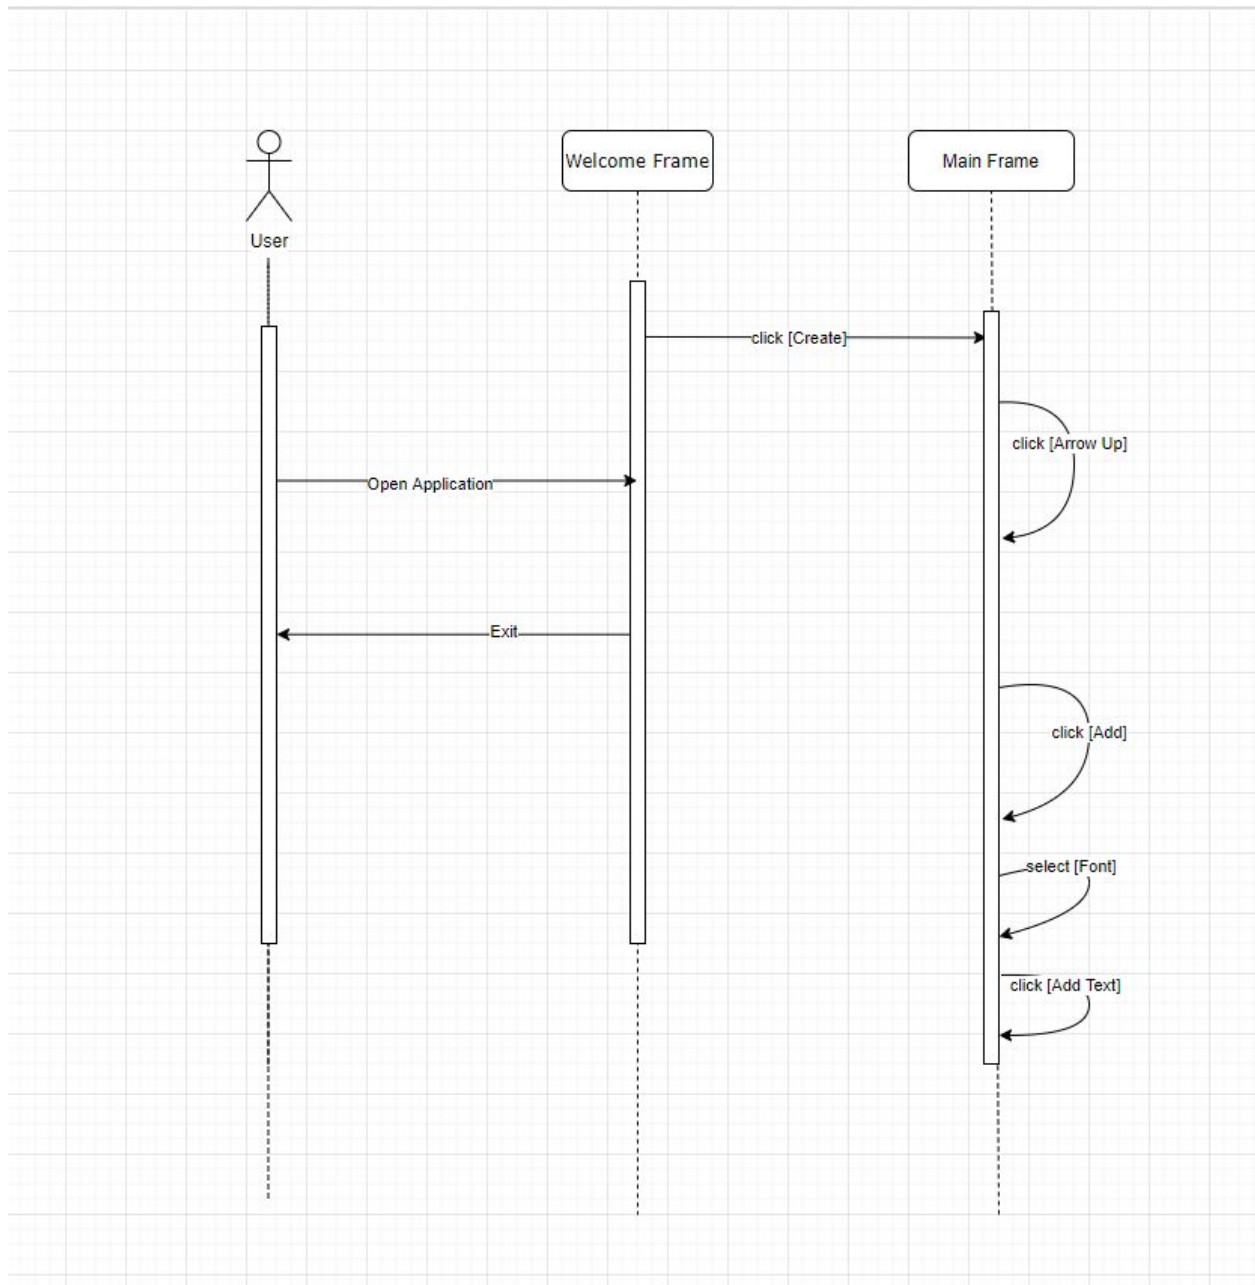 Welcome Frame
Main Frame
User
click [Create]
click [Arrow Up]
Open Application
Exit
click [Add]
select [Font]
click [Add Text]